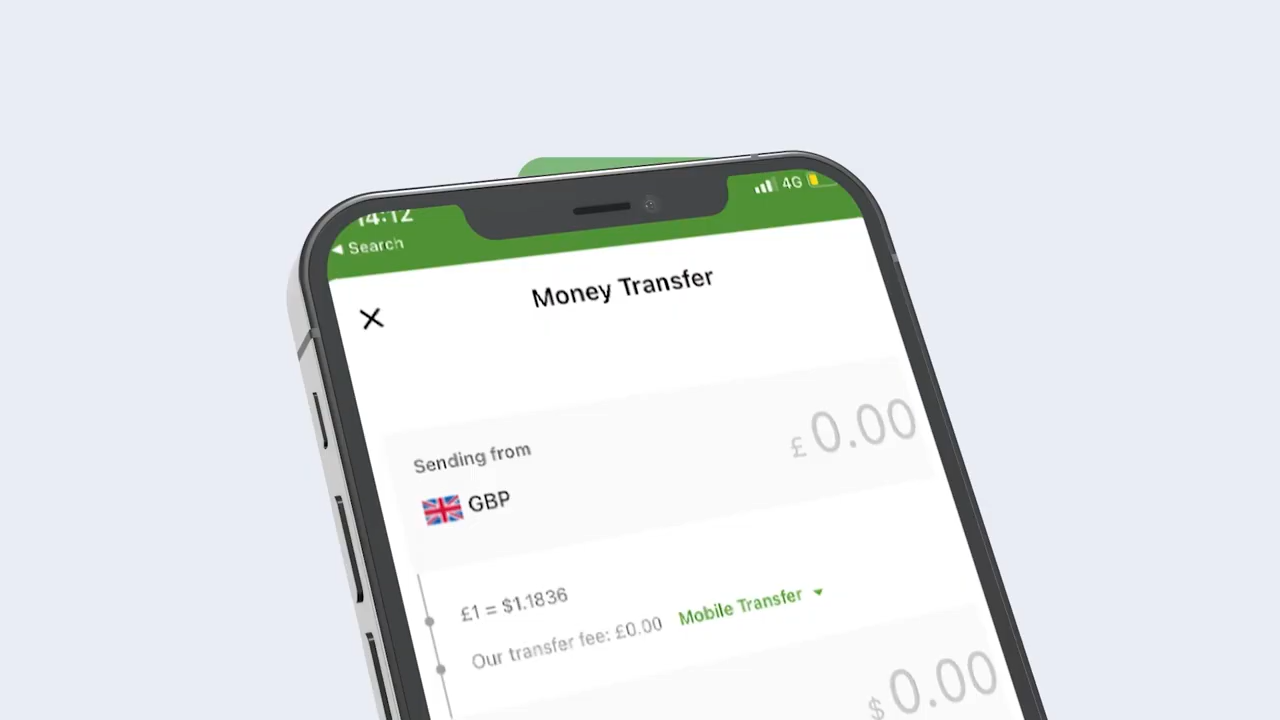 14:12
4G
◀ Search
Money Transfer
Sending from
£ 0.00
GBP
£1 = $1.1836
Our transfer fee: £0.00 Mobile Transfer
$ 0.00